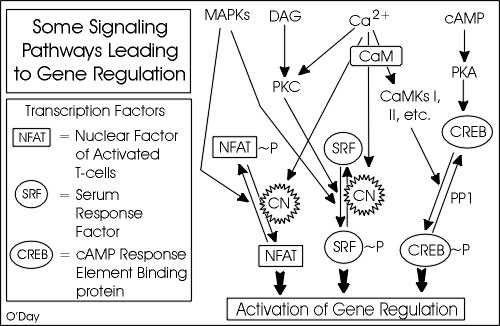 Some Signaling
Pathways Leading
to Gene Regulation
Transcription Factors
NFAT = Nuclear Factor
of Activated
T-cells
SRF = Serum
Response
Factor
CREB = cAMP Response
Element Binding
protein
O'Day
MAPKs DAG Ca2+ cAMP
CaM
PKC PKA
CaMKs I,
II, etc.
CREB
NFAT ~P SRF
CN CN PP1
NFAT SRF ~P CREB ~P
Activation of Gene Regulation